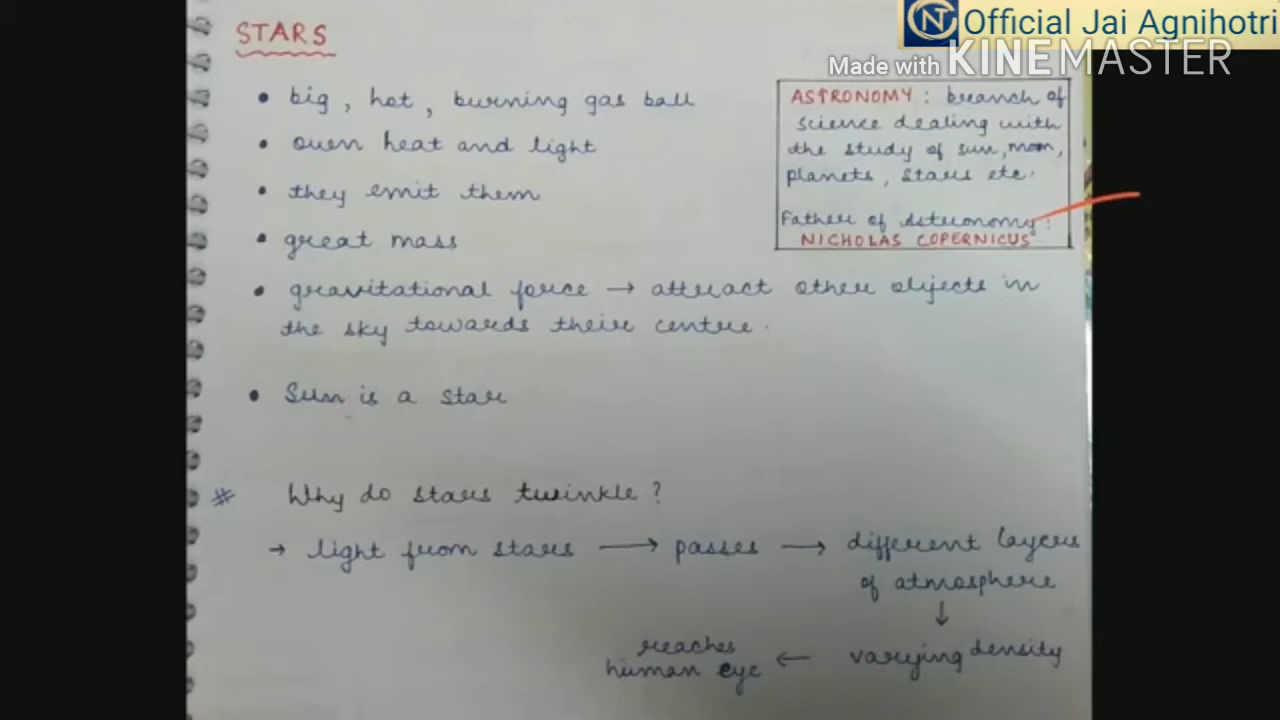 Official Jai Agnihotri
Made with KINEMASTER
STARS
• big, hot, burning gas ball
• own heat and light
• they emit them
• great mass
• gravitational force → attract other objects in
the sky towards their centre.
• Sun is a star
ASTRONOMY : branch of
science dealing with
the study of sun, moon,
planets, stars etc.
Father of Astronomy :
NICHOLAS COPERNICUS
# Why do stars twinkle ?
→ light from stars → passes → different layers
of atmosphere
↓
varying density
← reaches
human eye